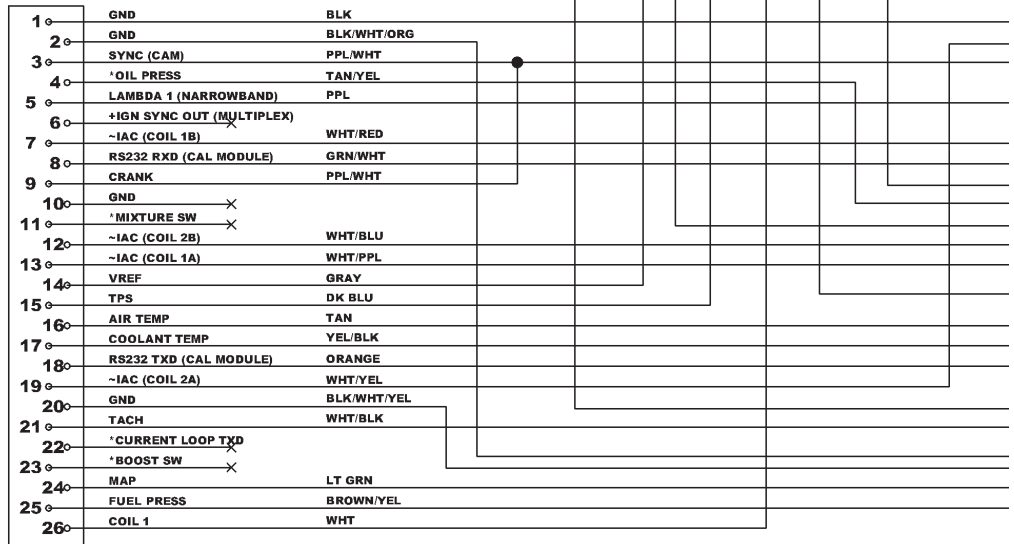 1 GND BLK
2 GND BLK/WHT/ORG
3 SYNC (CAM) PPL/WHT
4 *OIL PRESS TAN/YEL
5 LAMBDA 1 (NARROWBAND) PPL
6 +IGN SYNC OUT (MULTIPLEX)
7 ~IAC (COIL 1B) WHT/RED
8 RS232 RXD (CAL MODULE) GRN/WHT
9 CRANK PPL/WHT
10 GND
11 *MIXTURE SW
12 ~IAC (COIL 2B) WHT/BLU
13 ~IAC (COIL 1A) WHT/PPL
14 VREF GRAY
15 TPS DK BLU
16 AIR TEMP TAN
17 COOLANT TEMP YEL/BLK
18 RS232 TXD (CAL MODULE) ORANGE
19 ~IAC (COIL 2A) WHT/YEL
20 GND BLK/WHT/YEL
21 TACH WHT/BLK
22 *CURRENT LOOP TXD
23 *BOOST SW
24 MAP LT GRN
25 FUEL PRESS BROWN/YEL
26 COIL 1 WHT